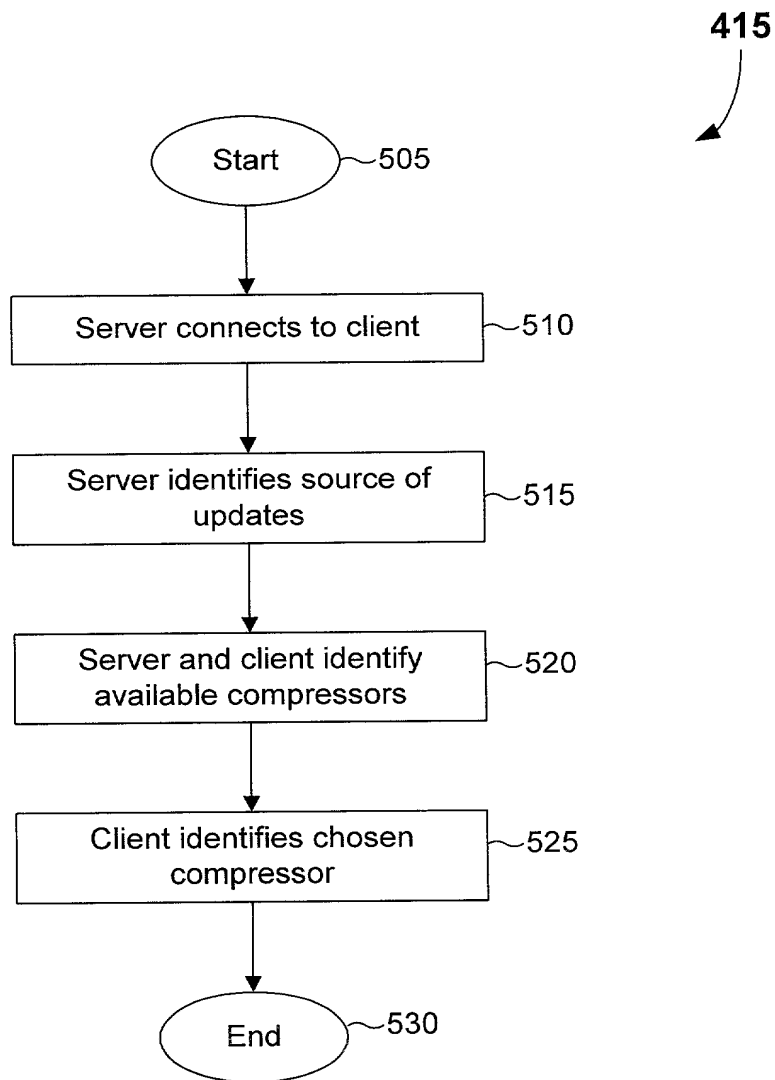 415
Start
505
Server connects to client
510
Server identifies source of
updates
515
Server and client identify
available compressors
520
Client identifies chosen
compressor
525
End
530